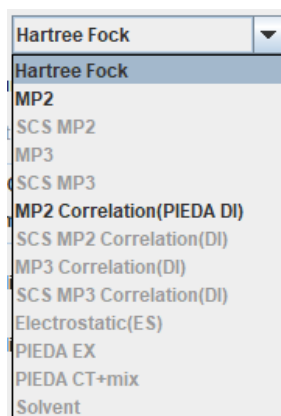 Hartree Fock
Hartree Fock
MP2
SCS MP2
MP3
SCS MP3
MP2 Correlation(PIEDA DI)
SCS MP2 Correlation(DI)
MP3 Correlation(DI)
SCS MP3 Correlation(DI)
Electrostatic(ES)
PIEDA EX
PIEDA CT+mix
Solvent